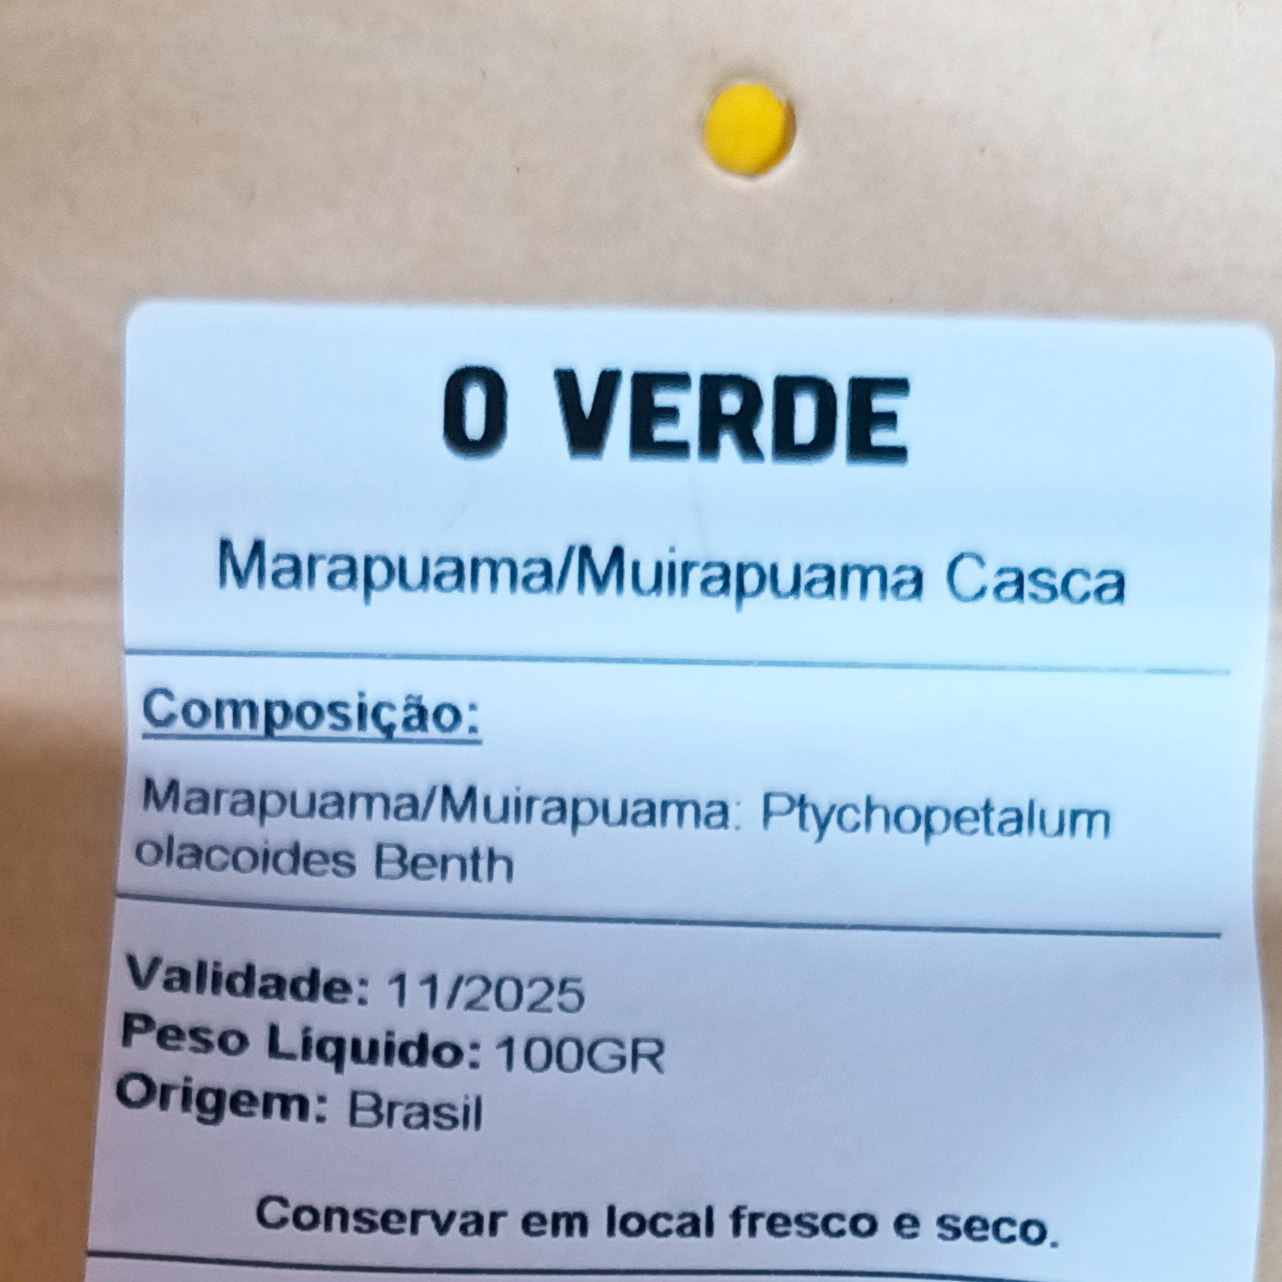 O VERDE
Marapuama/Muirapuama Casca
Composição:
Marapuama/Muirapuama: Ptychopetalum
olacoides Benth
Validade: 11/2025
Peso Líquido: 100GR
Origem: Brasil
Conservar em local fresco e seco.